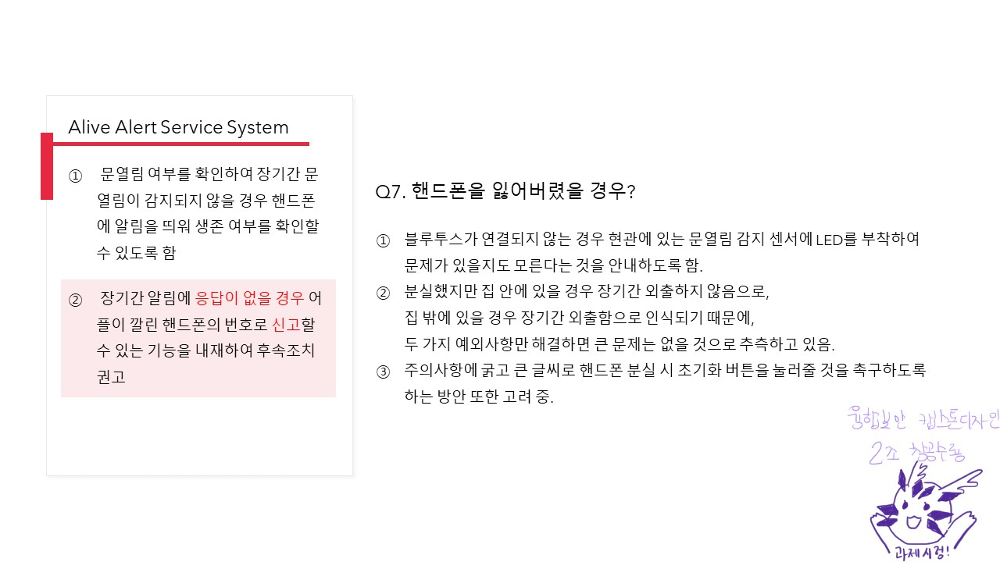 Alive Alert Service System
① 문열림 여부를 확인하여 장기간 문
열림이 감지되지 않을 경우 핸드폰
에 알림을 띄워 생존 여부를 확인할
수 있도록 함
② 장기간 알림에 응답이 없을 경우 어
플이 깔린 핸드폰의 번호로 신고할
수 있는 기능을 내재하여 후속조치
권고
Q7. 핸드폰을 잃어버렸을 경우?
① 블루투스가 연결되지 않는 경우 현관에 있는 문열림 감지 센서에 LED를 부착하여
문제가 있을지도 모른다는 것을 안내하도록 함.
② 분실했지만 집 안에 있을 경우 장기간 외출하지 않음으로,
집 밖에 있을 경우 장기간 외출함으로 인식되기 때문에,
두 가지 예외사항만 해결하면 큰 문제는 없을 것으로 추측하고 있음.
③ 주의사항에 굵고 큰 글씨로 핸드폰 분실 시 초기화 버튼을 눌러줄 것을 촉구하도록
하는 방안 또한 고려 중.
융합보안 캡스톤디자인
2조 창공수룡
과제시렁!